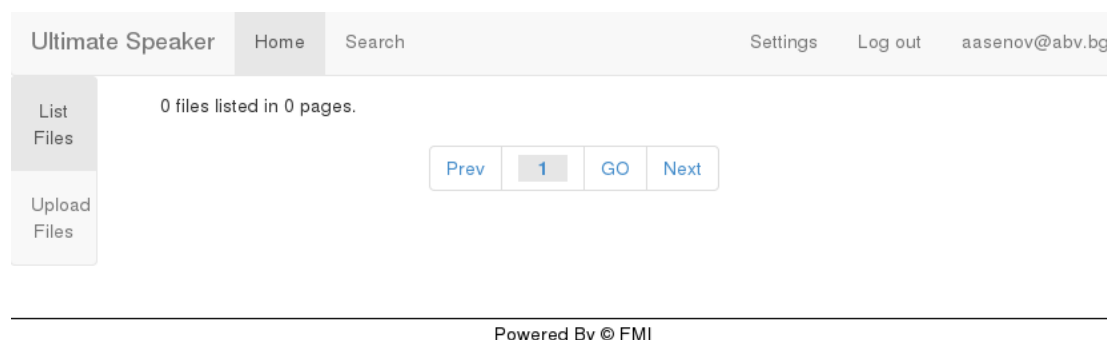 Ultimate Speaker Home Search Settings Log out aasenov@abv.bg
List
Files
0 files listed in 0 pages.
Prev 1 GO Next
Upload
Files
Powered By © FMI